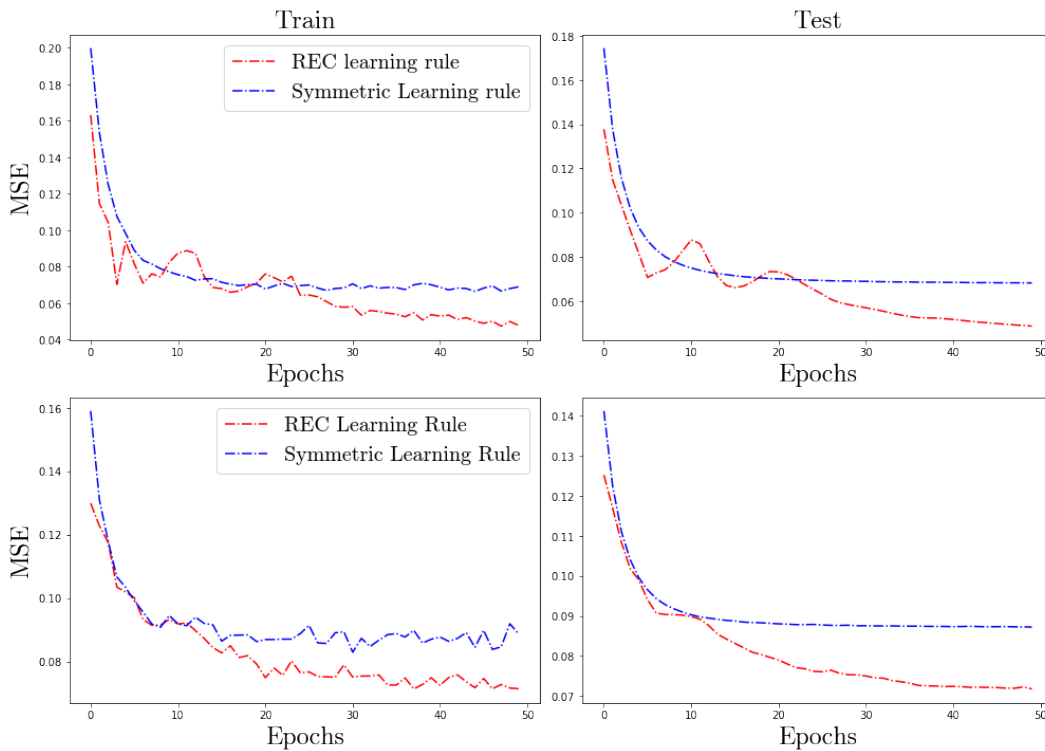 Train
Test
0.20
0.18
0.16
0.14
0.12
0.10
0.08
0.06
0.04
MSE
REC learning rule
Symmetric Learning rule
0 10 20 30 40 50
Epochs
0.18
0.16
0.14
0.12
0.10
0.08
0.06
0 10 20 30 40 50
Epochs
0.16
0.14
0.12
0.10
0.08
MSE
REC Learning Rule
Symmetric Learning Rule
0 10 20 30 40 50
Epochs
0.14
0.13
0.12
0.11
0.10
0.09
0.08
0.07
0 10 20 30 40 50
Epochs